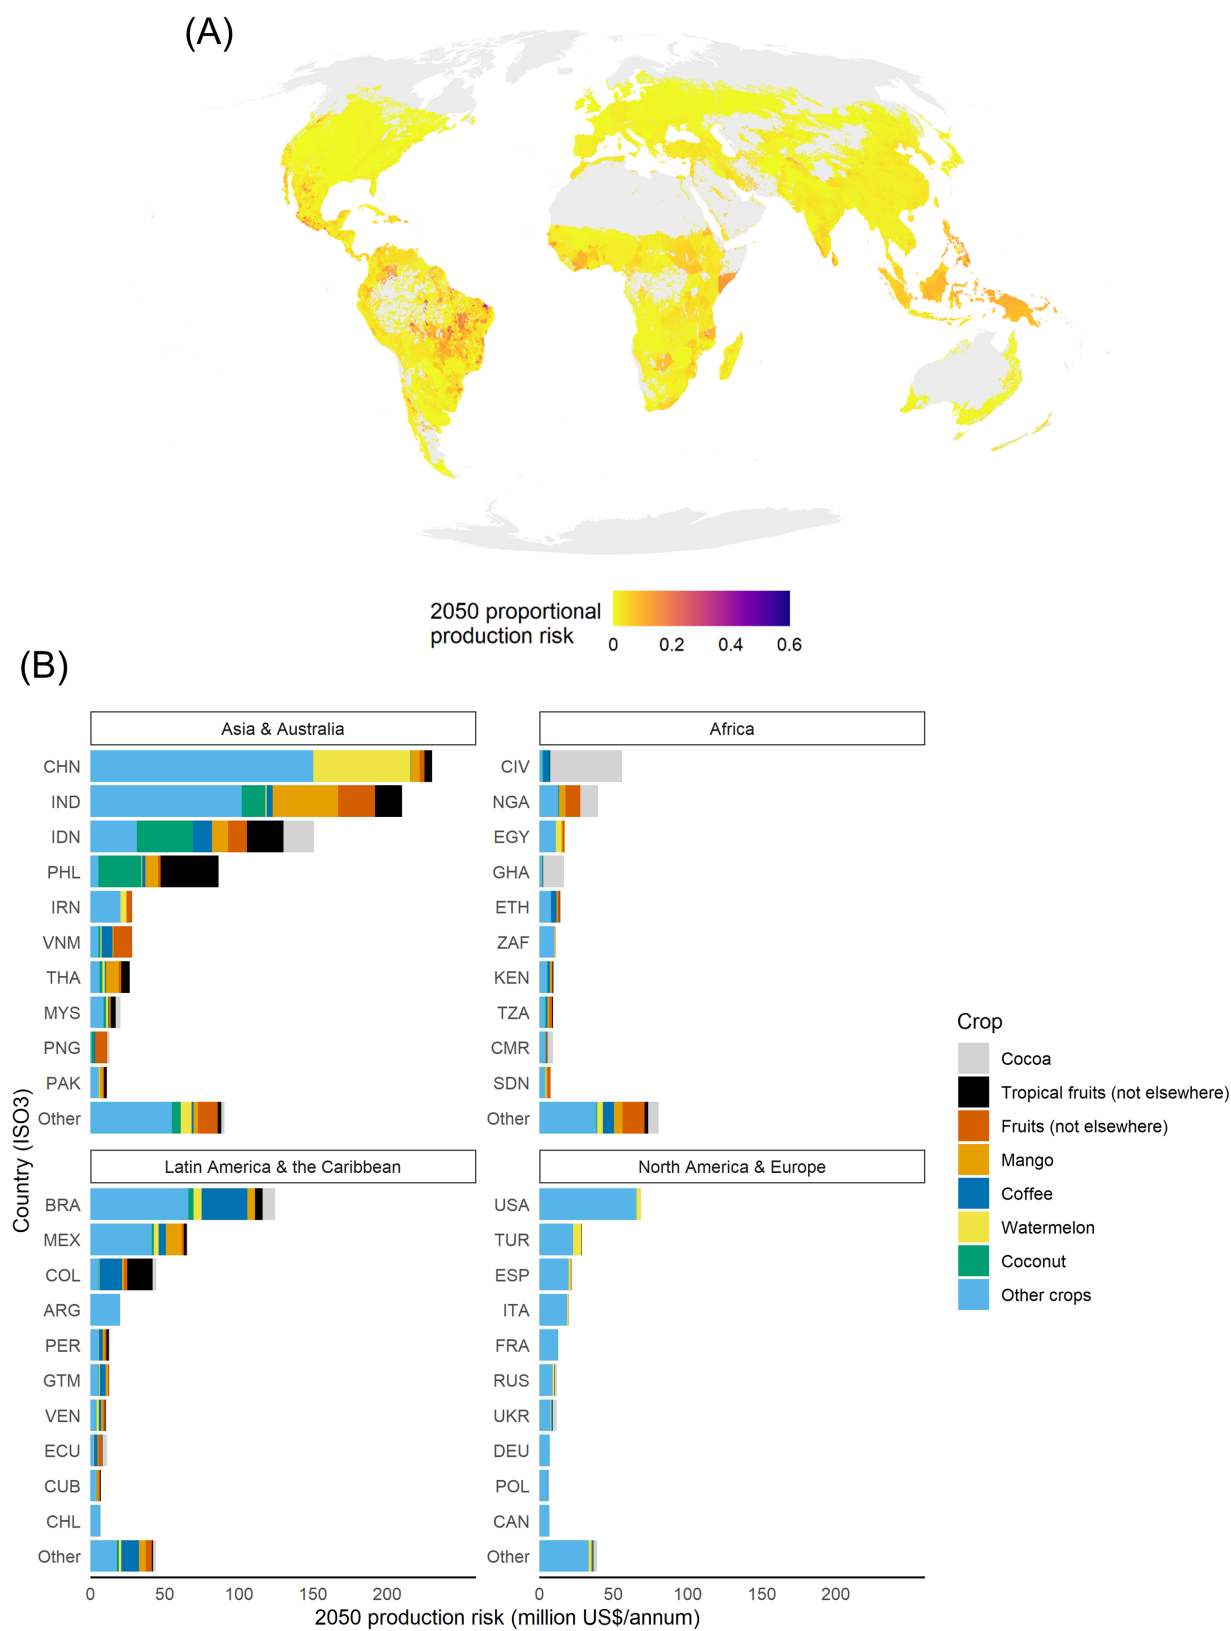 (A)
2050 proportional
production risk
0 0.2 0.4 0.6
(B)
Country (ISO3)
Asia & Australia
CHN
IND
IDN
PHL
IRN
VNM
THA
MYS
PNG
PAK
Other
Africa
CIV
NGA
EGY
GHA
ETH
ZAF
KEN
TZA
CMR
SDN
Other
Latin America & the Caribbean
BRA
MEX
COL
ARG
PER
GTM
VEN
ECU
CUB
CHL
Other
North America & Europe
USA
TUR
ESP
ITA
FRA
RUS
UKR
DEU
POL
CAN
Other
0 50 100 150 200
0 50 100 150 200
2050 production risk (million US$/annum)
Crop
Cocoa
Tropical fruits (not elsewhere)
Fruits (not elsewhere)
Mango
Coffee
Watermelon
Coconut
Other crops